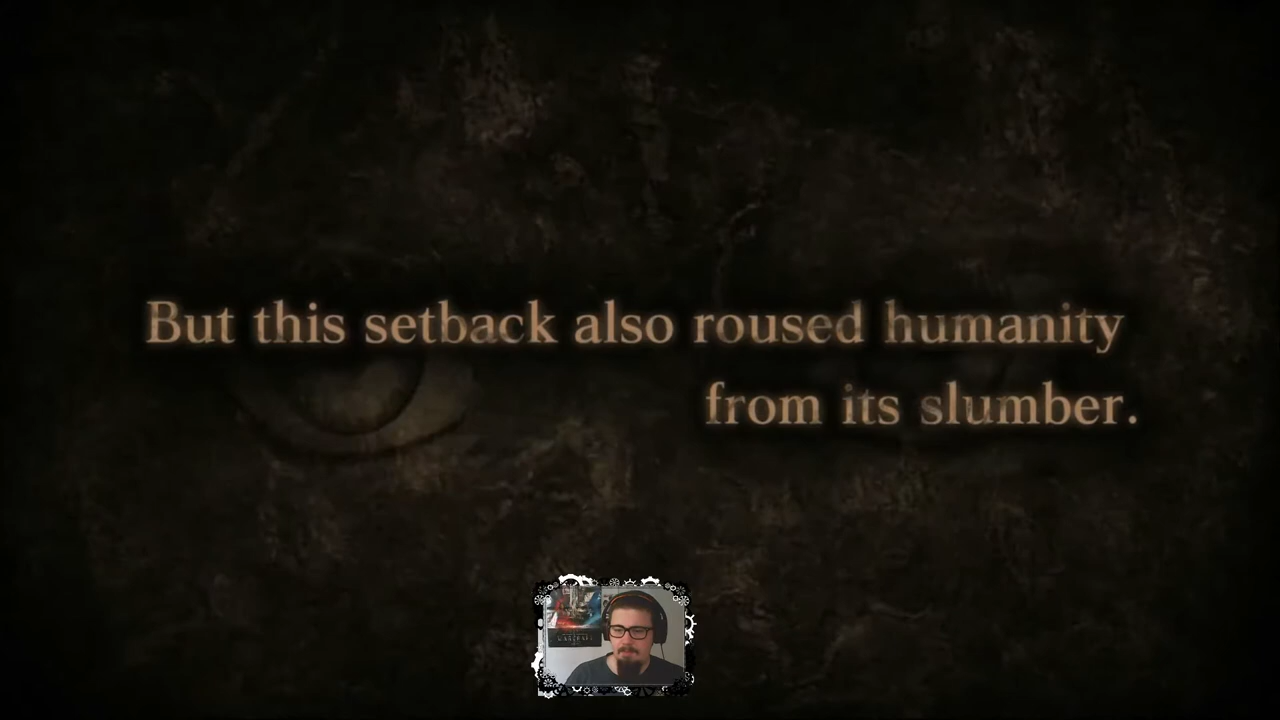 But this setback also roused humanity
from its slumber.